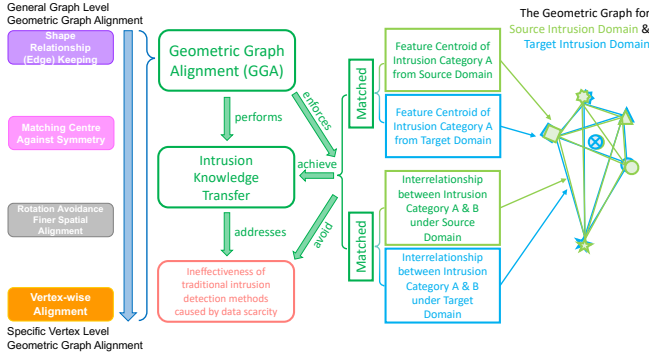 General Graph Level
Geometric Graph Alignment
Shape
Relationship
(Edge) Keeping
Matching Centre
Against Symmetry
Rotation Avoidance
Finer Spatial
Alignment
Vertex-wise
Alignment
Specific Vertex Level
Geometric Graph Alignment
Geometric Graph
Alignment (GGA)
performs
enforces
Intrusion
Knowledge
Transfer
achieve
addresses
avoid
Ineffectiveness of
traditional intrusion
detection methods
caused by data scarcity
Matched
Feature Centroid of
Intrusion Category A
from Source Domain
Feature Centroid of
Intrusion Category A
from Target Domain
Matched
Interrelationship
between Intrusion
Category A & B
under Source
Domain
Interrelationship
between Intrusion
Category A & B
under Target
Domain
The Geometric Graph for
Source Intrusion Domain &
Target Intrusion Domain